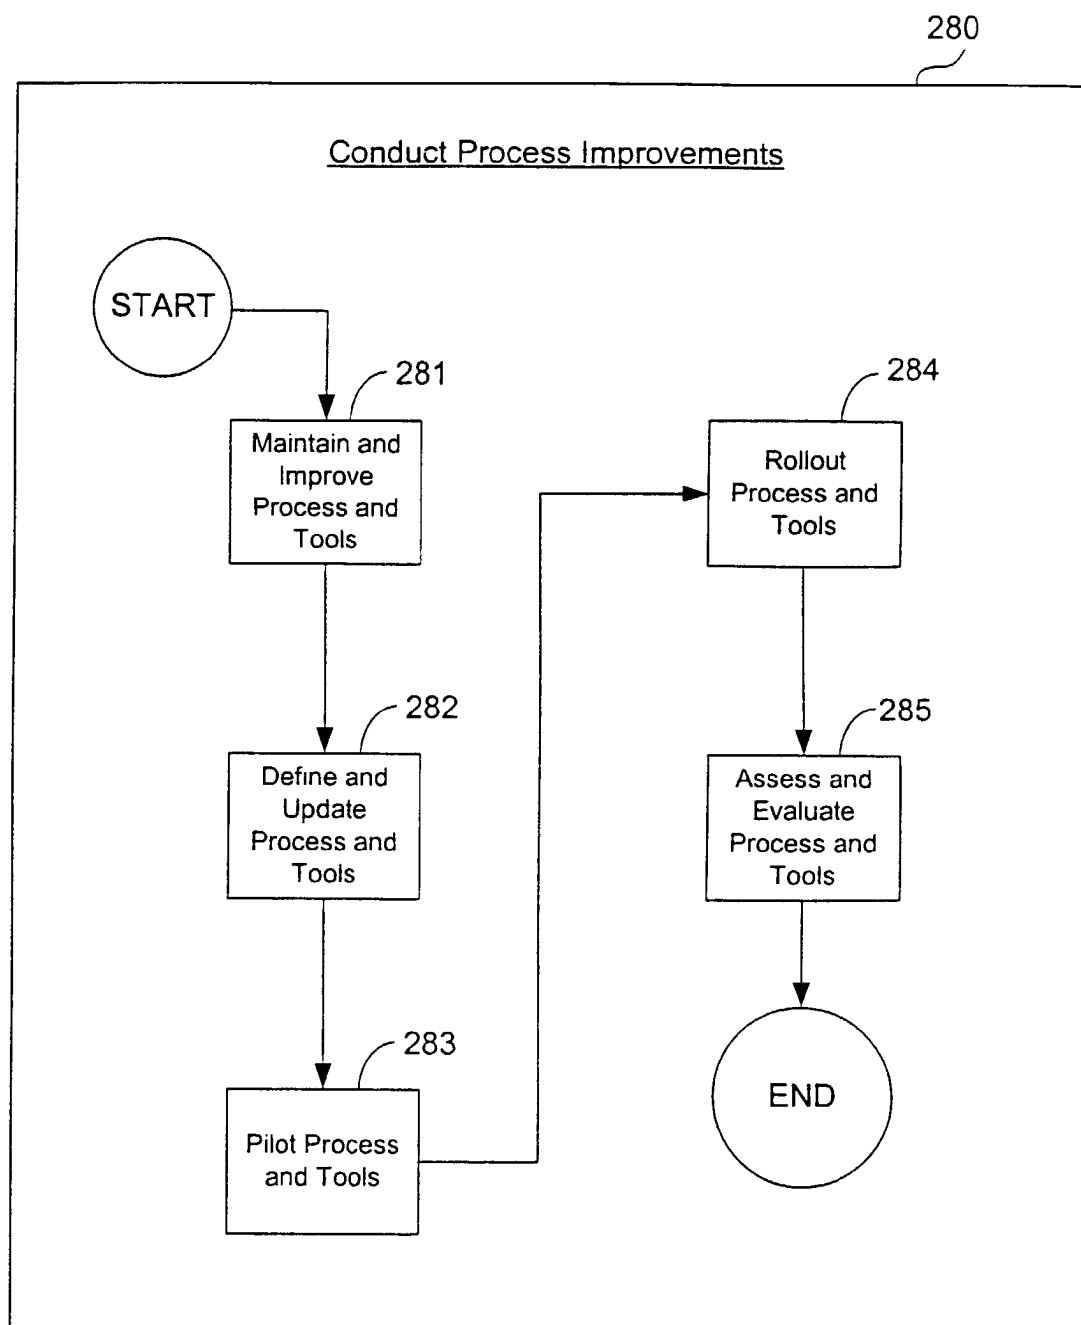 280
Conduct Process Improvements
START
281
Maintain and
Improve
Process and
Tools
282
Define and
Update
Process and
Tools
283
Pilot Process
and Tools
284
Rollout
Process and
Tools
285
Assess and
Evaluate
Process and
Tools
END